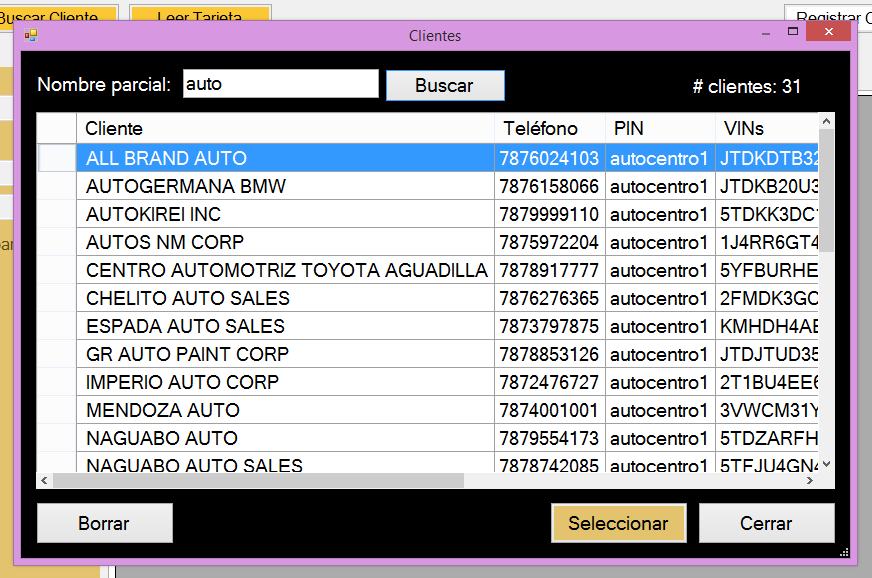 Buscar Cliente Leer Tarjeta Registrar C
Clientes
Nombre parcial: auto Buscar # clientes: 31
Cliente Teléfono PIN VINs
ALL BRAND AUTO 7876024103 autocentro1 JTDKDTB32
AUTOGERMANA BMW 7876158066 autocentro1 JTDKB20U3
AUTOKIREI INC 7879999110 autocentro1 5TDKK3DC1
AUTOS NM CORP 7875972204 autocentro1 1J4RR6GT4
CENTRO AUTOMOTRIZ TOYOTA AGUADILLA 7878917777 autocentro1 5YFBURHE
CHELITO AUTO SALES 7876276365 autocentro1 2FMDK3GC
ESPADA AUTO SALES 7873797875 autocentro1 KMHDH4AE
GR AUTO PAINT CORP 7878853126 autocentro1 JTDJTUD35
IMPERIO AUTO CORP 7872476727 autocentro1 2T1BU4EE6
MENDOZA AUTO 7874001001 autocentro1 3VWCM31Y
NAGUABO AUTO 7879554173 autocentro1 5TDZARFH
NAGUABO AUTO SALES 7878742085 autocentro1 5TFJU4GN4
Borrar Seleccionar Cerrar